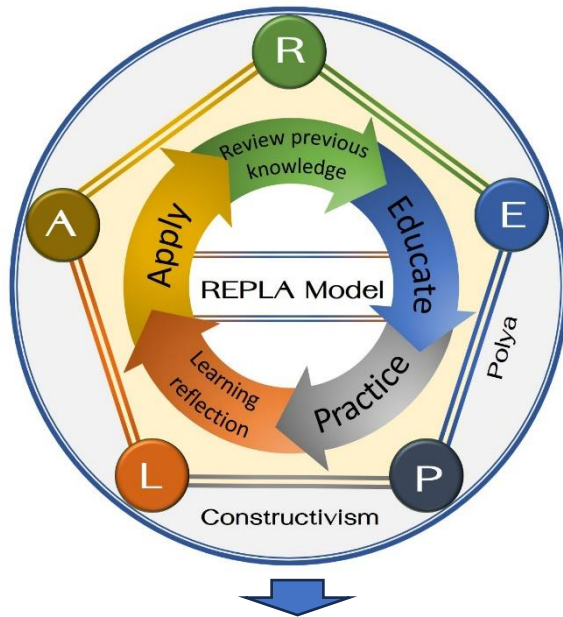 R
Review previous
knowledge
A
Apply
Educate
E
REPLA Model
Polya
Learning
reflection
Practice
L
P
Constructivism